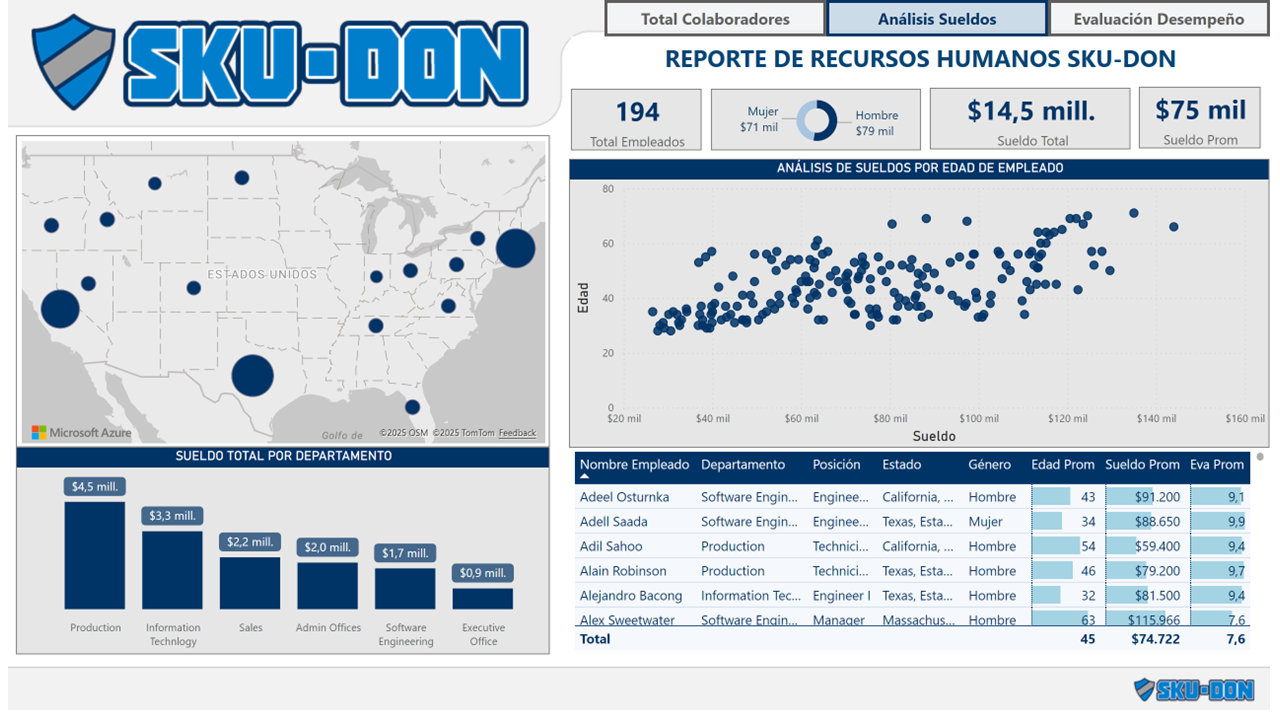 SKU-DON
Total Colaboradores
Análisis Sueldos
Evaluación Desempeño
REPORTE DE RECURSOS HUMANOS SKU-DON
194
Total Empleados
Mujer
$71 mil
Hombre
$79 mil
$14,5 mill.
Sueldo Total
$75 mil
Sueldo Prom
ESTADOS UNIDOS
Golfo de
Microsoft Azure
©2025 OSM ©2025 TomTom Feedback
ANÁLISIS DE SUELDOS POR EDAD DE EMPLEADO
80
60
40
20
0
Edad
$20 mil $40 mil $60 mil $80 mil $100 mil $120 mil $140 mil $160 mil
Sueldo
SUELDO TOTAL POR DEPARTAMENTO
$4,5 mill.
$3,3 mill.
$2,2 mill.
$2,0 mill.
$1,7 mill.
$0,9 mill.
Production
Information
Technlogy
Sales
Admin Offices
Software
Engineering
Executive
Office
Nombre Empleado Departamento Posición Estado Género Edad Prom Sueldo Prom Eva Prom
Adeel Osturnka Software Engin... Enginee... California, ... Hombre 43 $91.200 9,1
Adell Saada Software Engin... Enginee... Texas, Esta... Mujer 34 $88.650 9,9
Adil Sahoo Production Technici... California, ... Hombre 54 $59.400 9,4
Alain Robinson Production Technici... Texas, Esta... Hombre 46 $79.200 9,7
Alejandro Bacong Information Tec... Engineer I Texas, Esta... Hombre 32 $81.500 9,4
Alex Sweetwater Software Engin... Manager Massachus... Hombre 63 $115.966 7,6
Total 45 $74.722 7,6
SKU-DON